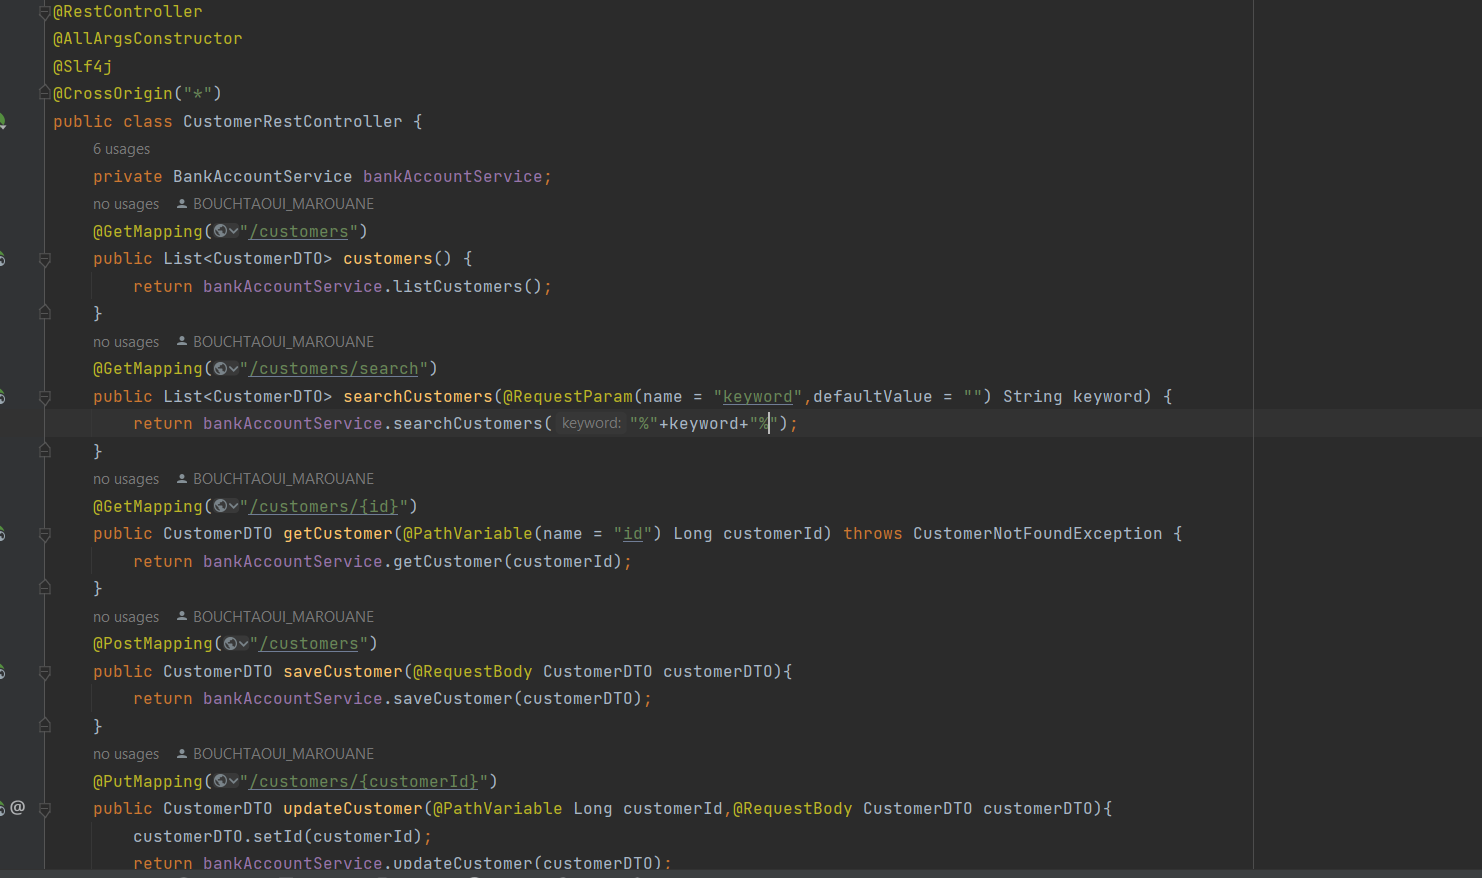 @RestController
@AllArgsConstructor
@Slf4j
@CrossOrigin("*")
public class CustomerRestController {
6 usages
private BankAccountService bankAccountService;
no usages BOUCHTAOUI_MAROUANE
@GetMapping("/customers")
public List<CustomerDTO> customers() {
return bankAccountService.listCustomers();
}
no usages BOUCHTAOUI_MAROUANE
@GetMapping("/customers/search")
public List<CustomerDTO> searchCustomers(@RequestParam(name = "keyword",defaultValue = "") String keyword) {
return bankAccountService.searchCustomers( keyword: "%"+keyword+"%");
}
no usages BOUCHTAOUI_MAROUANE
@GetMapping("/customers/{id}")
public CustomerDTO getCustomer(@PathVariable(name = "id") Long customerId) throws CustomerNotFoundException {
return bankAccountService.getCustomer(customerId);
}
no usages BOUCHTAOUI_MAROUANE
@PostMapping("/customers")
public CustomerDTO saveCustomer(@RequestBody CustomerDTO customerDTO){
return bankAccountService.saveCustomer(customerDTO);
}
no usages BOUCHTAOUI_MAROUANE
@PutMapping("/customers/{customerId}")
@ public CustomerDTO updateCustomer(@PathVariable Long customerId,@RequestBody CustomerDTO customerDTO){
customerDTO.setId(customerId);
return bankAccountService.updateCustomer(customerDTO);